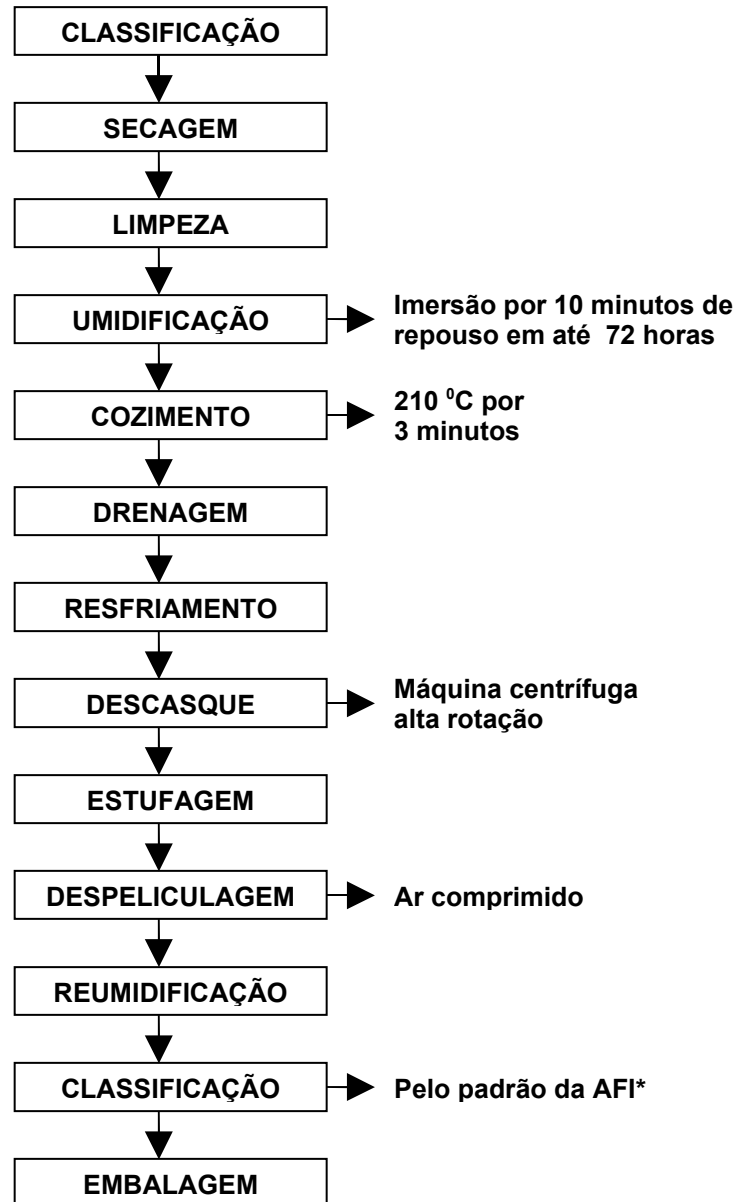 CLASSIFICAÇÃO
SECAGEM
LIMPEZA
UMIDIFICAÇÃO
Imersão por 10 minutos de
repouso em até 72 horas
COZIMENTO
210 ⁰C por
3 minutos
DRENAGEM
RESFRIAMENTO
DESCASQUE
Máquina centrífuga
alta rotação
ESTUFAGEM
DESPELICULAGEM
Ar comprimido
REUMIDIFICAÇÃO
CLASSIFICAÇÃO
Pelo padrão da AFI*
EMBALAGEM